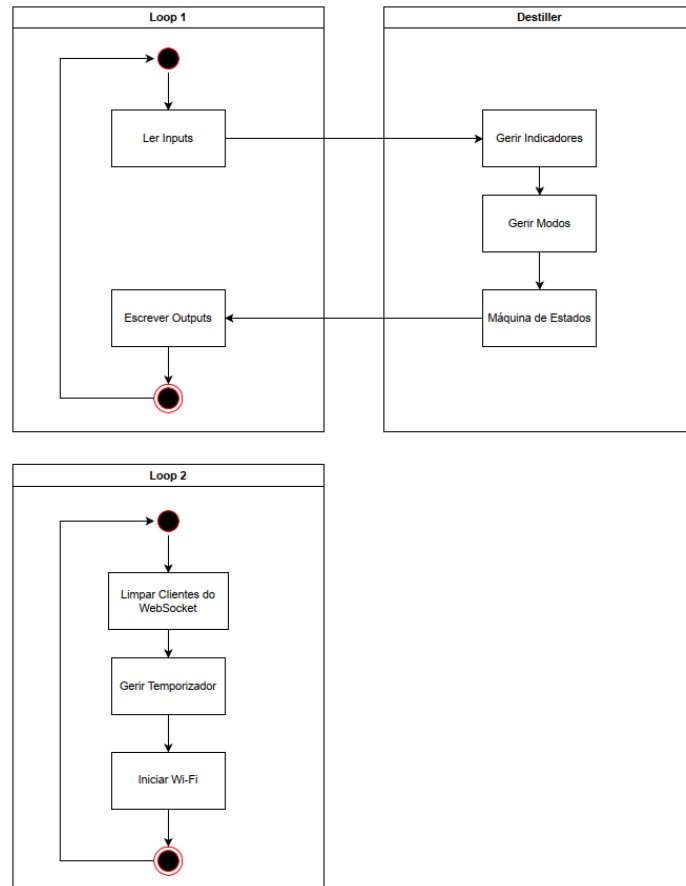 Loop 1
Destiller
Ler Inputs
Gerir Indicadores
Gerir Modos
Escrever Outputs
Máquina de Estados
Loop 2
Limpar Clientes do
WebSocket
Gerir Temporizador
Iniciar Wi-Fi